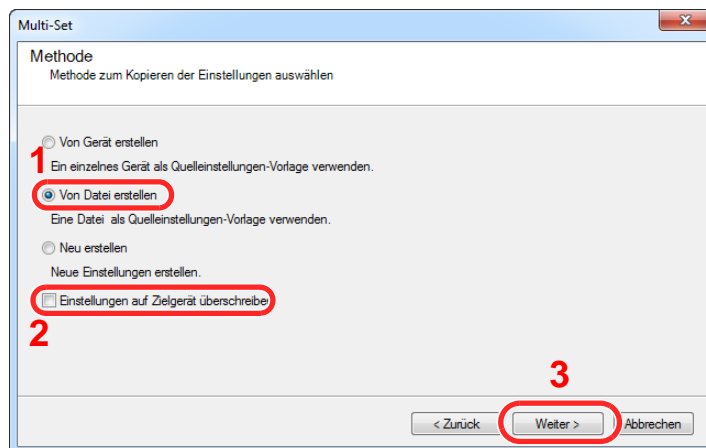 Multi-Set
Methode
Methode zum Kopieren der Einstellungen auswählen
Von Gerät erstellen
1
Ein einzelnes Gerät als Quelleinstellungen-Vorlage verwenden.
Von Datei erstellen
Eine Datei als Quelleinstellungen-Vorlage verwenden.
Neu erstellen
Neue Einstellungen erstellen.
Einstellungen auf Zielgerät überschreiben
2
3
< Zurück Weiter > Abbrechen